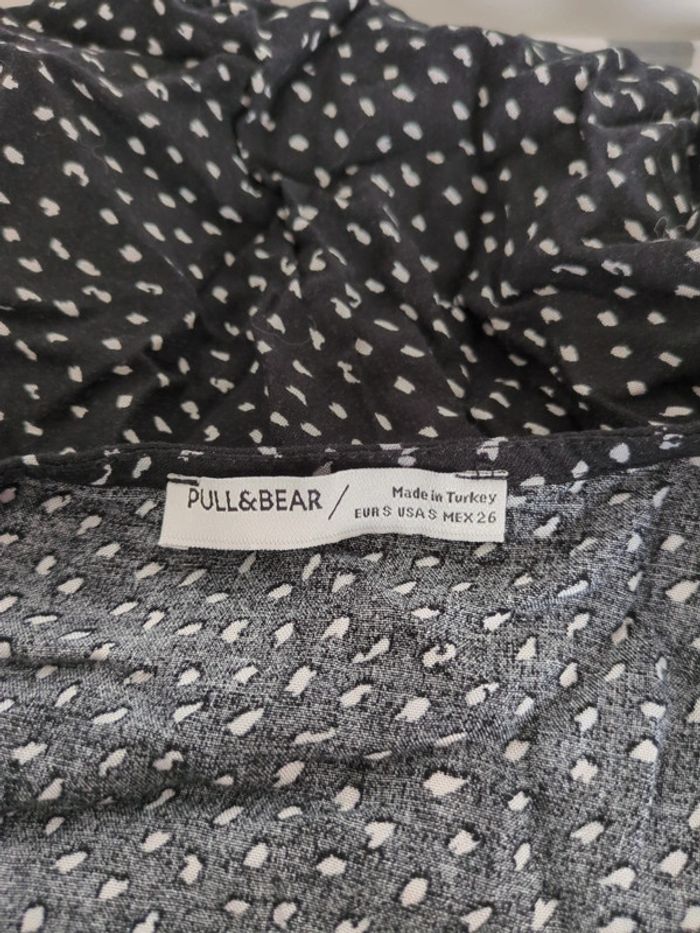 PULL&BEAR / Made in Turkey
EUR S USA S MEX 26